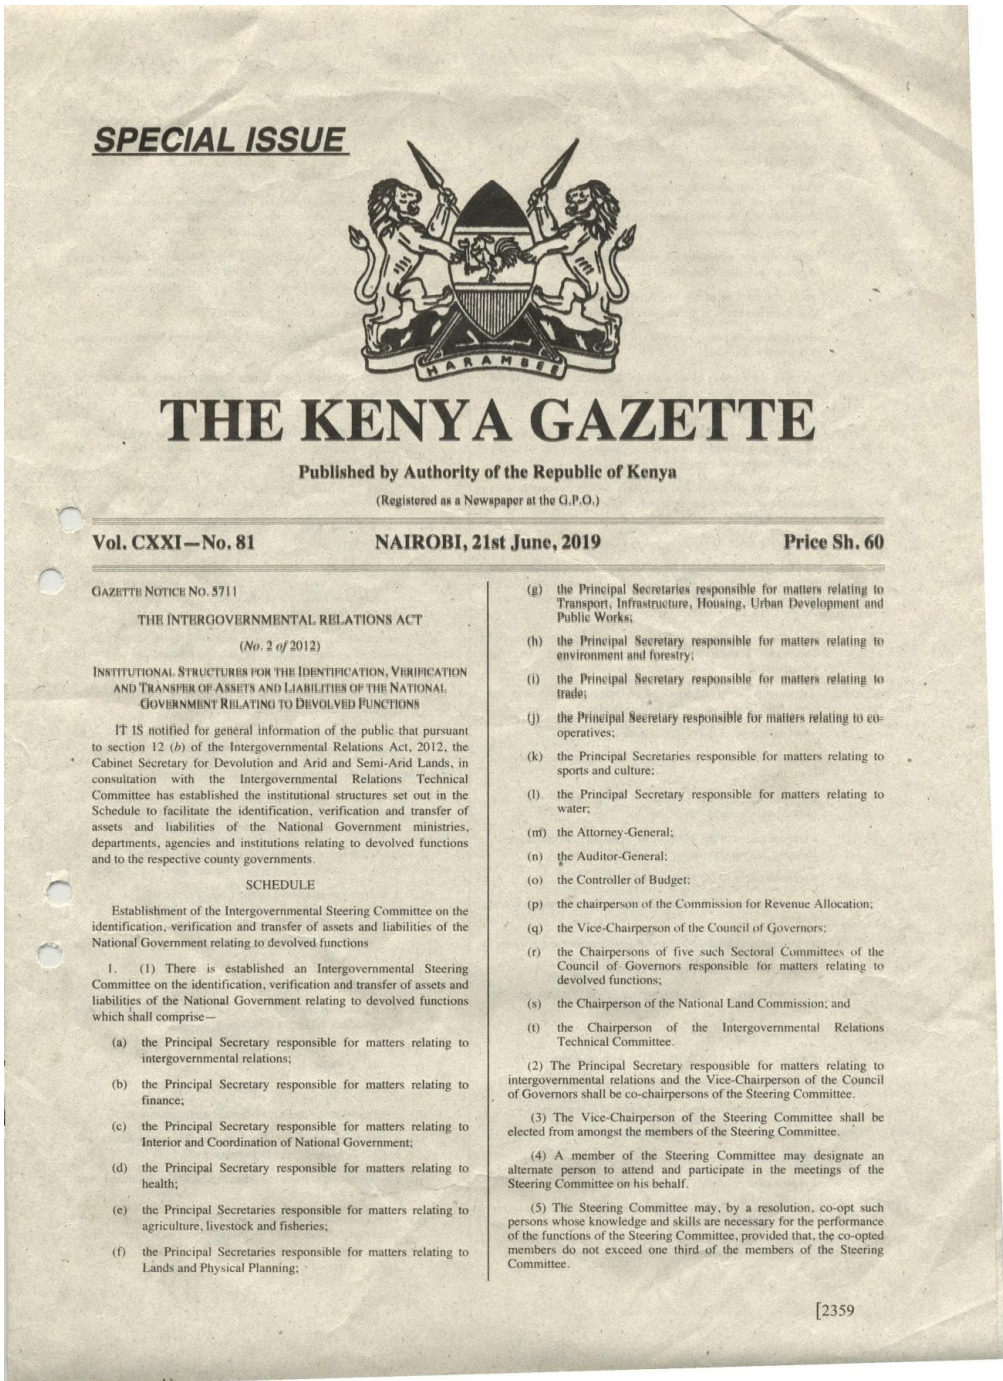 SPECIAL ISSUE
HARAMBEE
THE KENYA GAZETTE
Published by Authority of the Republic of Kenya
(Registered as a Newspaper at the G.P.O.)
Vol. CXXI—No. 81 NAIROBI, 21st June, 2019 Price Sh. 60
GAZETTE NOTICE NO. 5711
THE INTERGOVERNMENTAL RELATIONS ACT
(No. 2 of 2012)
INSTITUTIONAL STRUCTURES FOR THE IDENTIFICATION, VERIFICATION
AND TRANSFER OF ASSETS AND LIABILITIES OF THE NATIONAL
GOVERNMENT RELATING TO DEVOLVED FUNCTIONS
IT IS notified for general information of the public that pursuant
to section 12 (b) of the Intergovernmental Relations Act, 2012, the
Cabinet Secretary for Devolution and Arid and Semi-Arid Lands, in
consultation with the Intergovernmental Relations Technical
Committee has established the institutional structures set out in the
Schedule to facilitate the identification, verification and transfer of
assets and liabilities of the National Government ministries,
departments, agencies and institutions relating to devolved functions
and to the respective county governments.
SCHEDULE
Establishment of the Intergovernmental Steering Committee on the
identification, verification and transfer of assets and liabilities of the
National Government relating to devolved functions
1. (1) There is established an Intergovernmental Steering
Committee on the identification, verification and transfer of assets and
liabilities of the National Government relating to devolved functions
which shall comprise—
(a) the Principal Secretary responsible for matters relating to
intergovernmental relations;
(b) the Principal Secretary responsible for matters relating to
finance;
(c) the Principal Secretary responsible for matters relating to
Interior and Coordination of National Government;
(d) the Principal Secretary responsible for matters relating to
health;
(e) the Principal Secretaries responsible for matters relating to
agriculture, livestock and fisheries;
(f) the Principal Secretaries responsible for matters relating to
Lands and Physical Planning;
(g) the Principal Secretaries responsible for matters relating to
Transport, Infrastructure, Housing, Urban Development and
Public Works;
(h) the Principal Secretary responsible for matters relating to
environment and forestry;
(i) the Principal Secretary responsible for matters relating to
trade;
(j) the Principal Secretary responsible for matters relating to co-
operatives;
(k) the Principal Secretaries responsible for matters relating to
sports and culture;
(l) the Principal Secretary responsible for matters relating to
water;
(m) the Attorney-General;
(n) the Auditor-General;
(o) the Controller of Budget;
(p) the chairperson of the Commission for Revenue Allocation;
(q) the Vice-Chairperson of the Council of Governors;
(r) the Chairpersons of five such Sectoral Committees of the
Council of Governors responsible for matters relating to
devolved functions;
(s) the Chairperson of the National Land Commission; and
(t) the Chairperson of the Intergovernmental Relations
Technical Committee.
(2) The Principal Secretary responsible for matters relating to
intergovernmental relations and the Vice-Chairperson of the Council
of Governors shall be co-chairpersons of the Steering Committee.
(3) The Vice-Chairperson of the Steering Committee shall be
elected from amongst the members of the Steering Committee.
(4) A member of the Steering Committee may designate an
alternate person to attend and participate in the meetings of the
Steering Committee on his behalf.
(5) The Steering Committee may, by a resolution, co-opt such
persons whose knowledge and skills are necessary for the performance
of the functions of the Steering Committee, provided that, the co-opted
members do not exceed one third of the members of the Steering
Committee.
[2359